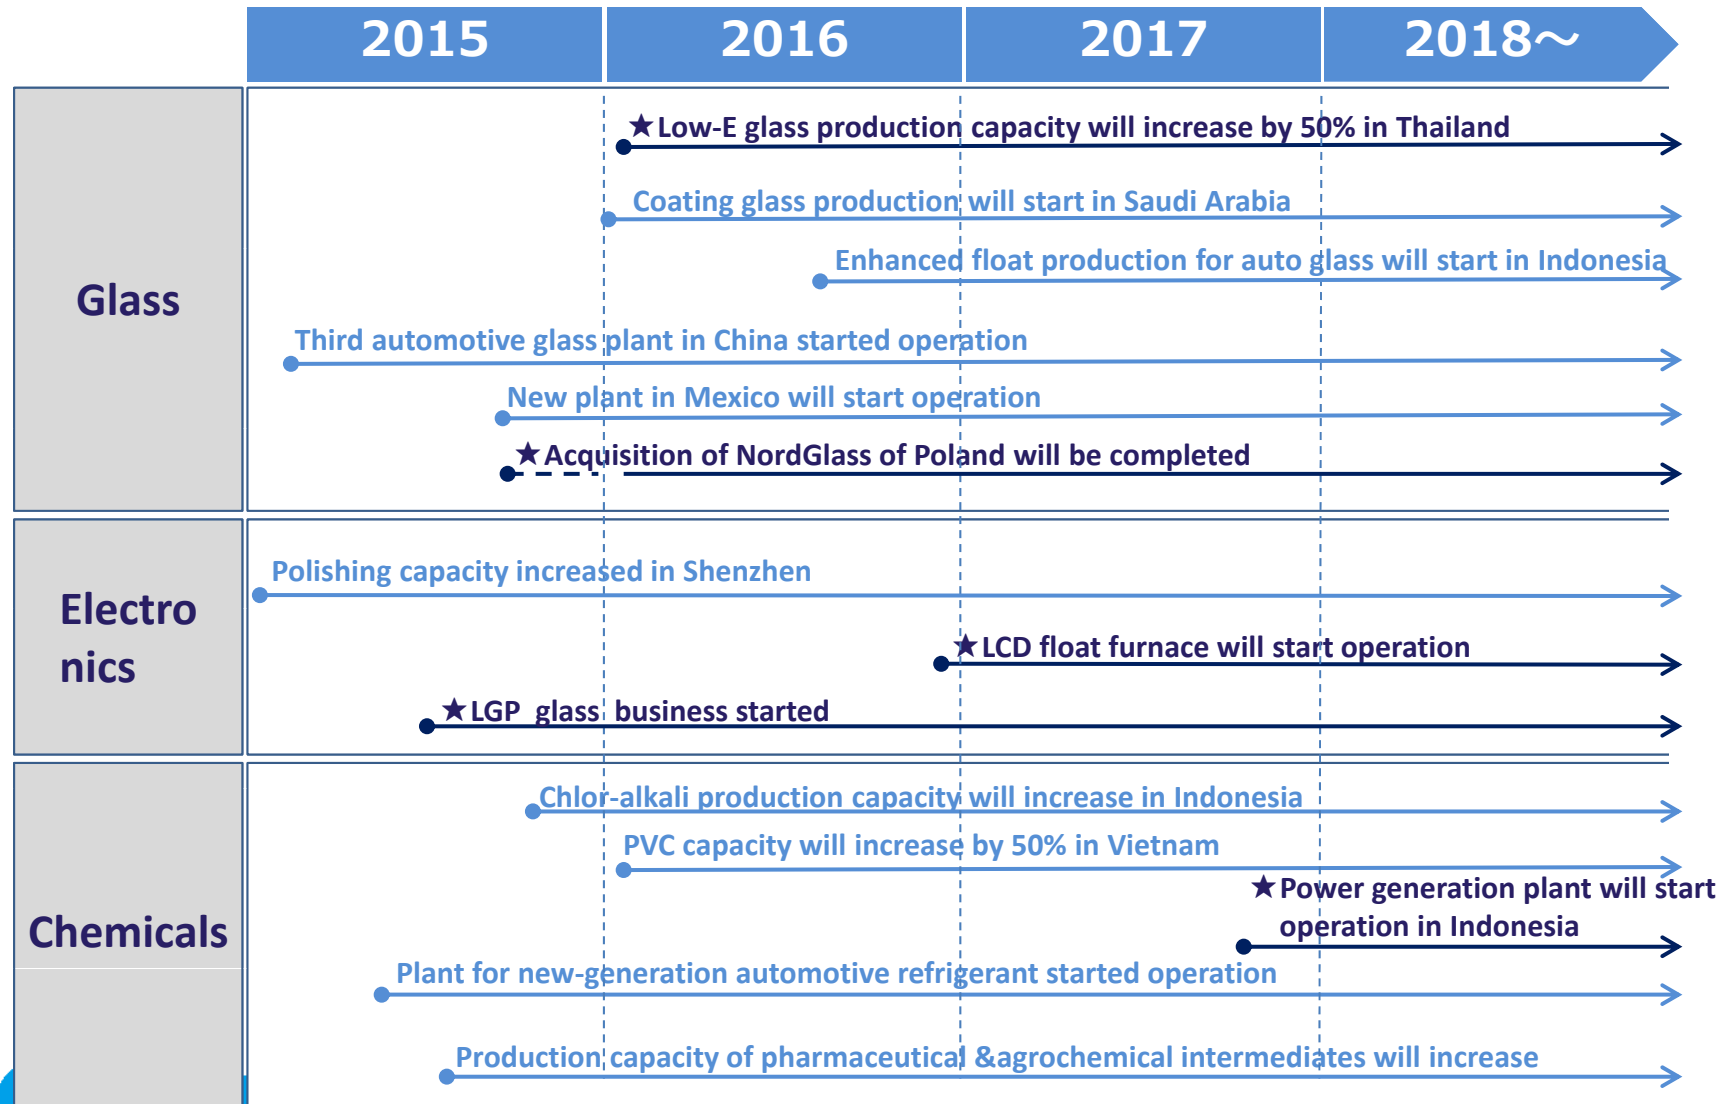 2015 2016 2017 2018～
Glass
★Low-E glass production capacity will increase by 50% in Thailand
Coating glass production will start in Saudi Arabia
Enhanced float production for auto glass will start in Indonesia
Third automotive glass plant in China started operation
New plant in Mexico will start operation
★Acquisition of NordGlass of Poland will be completed
Electro
nics
Polishing capacity increased in Shenzhen
★LCD float furnace will start operation
★LGP glass business started
Chemicals
Chlor-alkali production capacity will increase in Indonesia
PVC capacity will increase by 50% in Vietnam
★Power generation plant will start
operation in Indonesia
Plant for new-generation automotive refrigerant started operation
Production capacity of pharmaceutical &agrochemical intermediates will increase